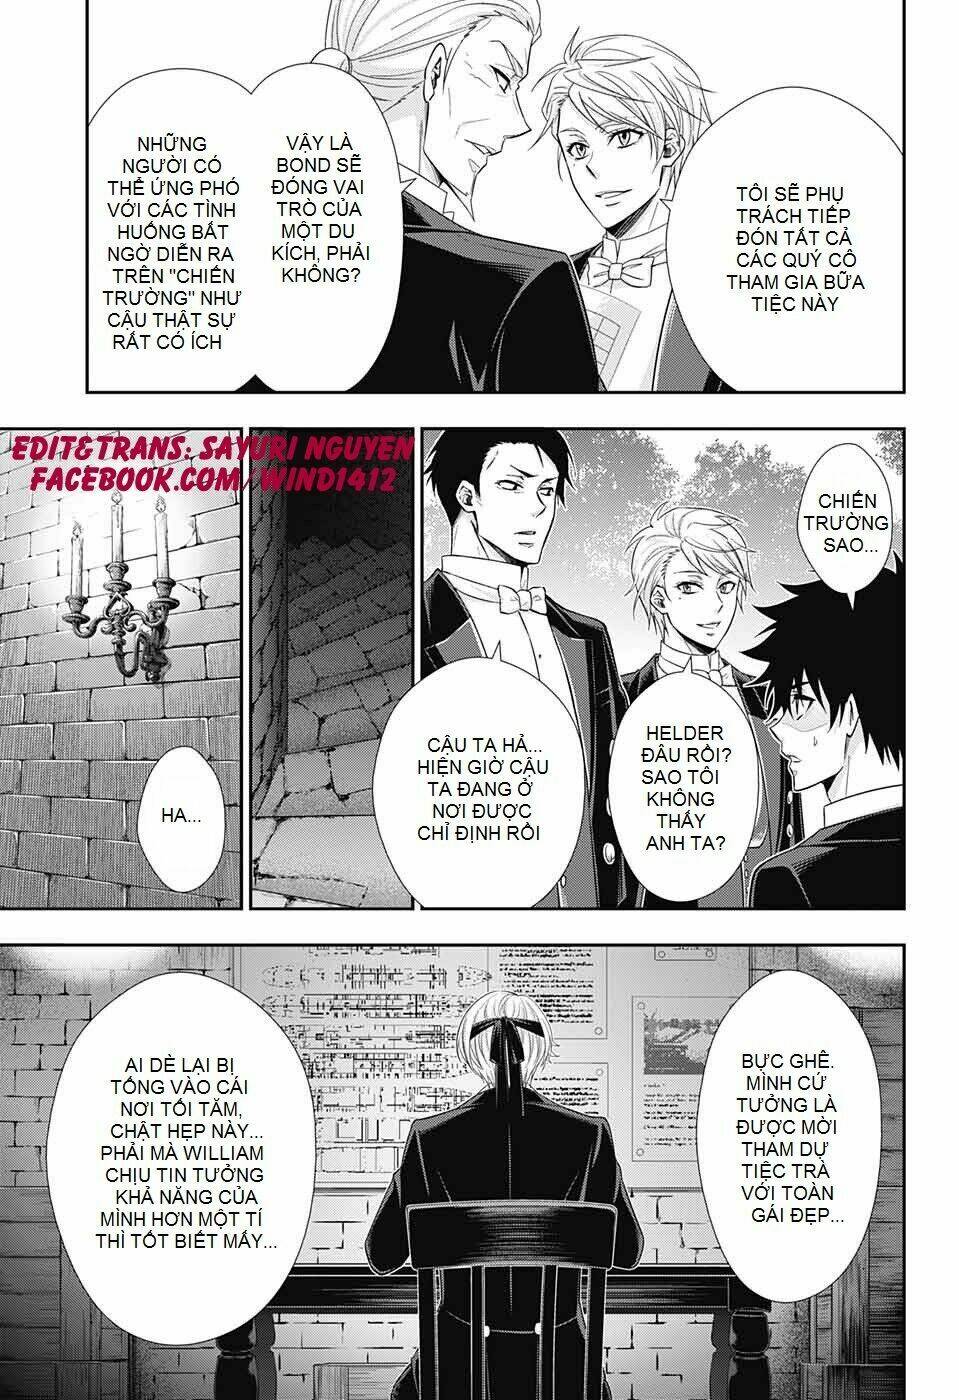 TÔI SẼ PHỤ
TRÁCH TIẾP
ĐÓN TẤT CẢ
CÁC QUÝ CÔ
THAM GIA BỮA
TIỆC NÀY
VẬY LÀ
BOND SẼ
ĐÓNG VAI
TRÒ CỦA
MỘT DU
KÍCH, PHẢI
KHÔNG?
NHỮNG
NGƯỜI CÓ
THỂ ỨNG PHÓ
VỚI CÁC TÌNH
HUỐNG BẤT
NGỜ DIỄN RA
TRÊN "CHIẾN
TRƯỜNG" NHƯ
CẬU THẬT SỰ
RẤT CÓ ÍCH
EDIT&TRANS: SAYURI NGUYEN
FACEBOOK.COM/WIND1412
CHIẾN
TRƯỜNG
SAO...
HELDER
ĐÂU RỒI?
SAO TÔI
KHÔNG
THẤY
ANH TA?
CẬU TA HẢ...
HIỆN GIỜ CẬU
TA ĐANG Ở
NƠI ĐƯỢC
CHỈ ĐỊNH RỒI
HA...
BỰC GHÊ.
MÌNH CỨ
TƯỞNG LÀ
ĐƯỢC MỜI
THAM DỰ
TIỆC TRÀ
VỚI TOÀN
GÁI ĐẸP...
AI DÈ LẠI BỊ
TỐNG VÀO CÁI
NƠI TỐI TĂM,
CHẬT HẸP NÀY...
PHẢI MÀ WILLIAM
CHỊU TIN TƯỞNG
KHẢ NĂNG CỦA
MÌNH HƠN MỘT TÍ
THÌ TỐT BIẾT MẤY...